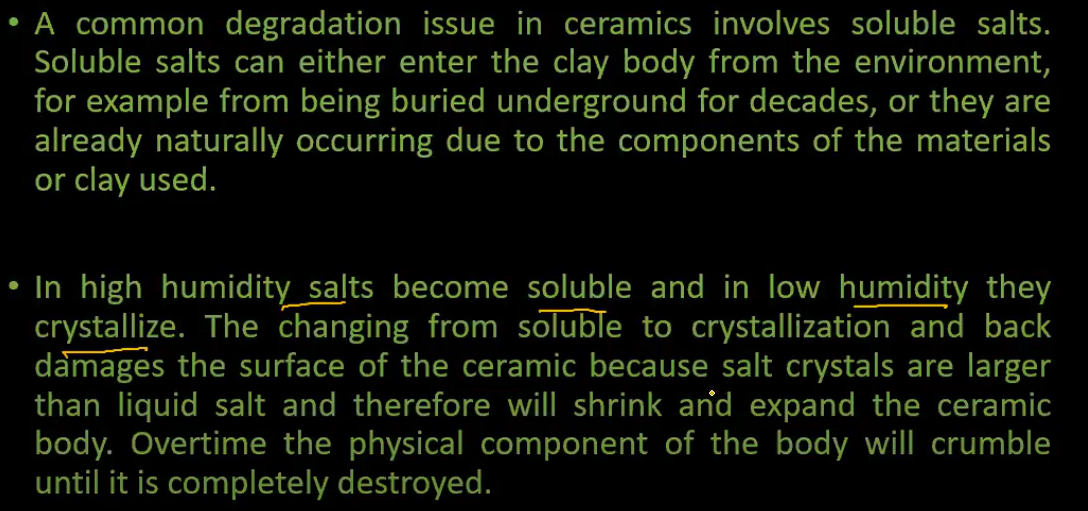 • A common degradation issue in ceramics involves soluble salts.
Soluble salts can either enter the clay body from the environment,
for example from being buried underground for decades, or they are
already naturally occurring due to the components of the materials
or clay used.
• In high humidity salts become soluble and in low humidity they
crystallize. The changing from soluble to crystallization and back
damages the surface of the ceramic because salt crystals are larger
than liquid salt and therefore will shrink and expand the ceramic
body. Overtime the physical component of the body will crumble
until it is completely destroyed.